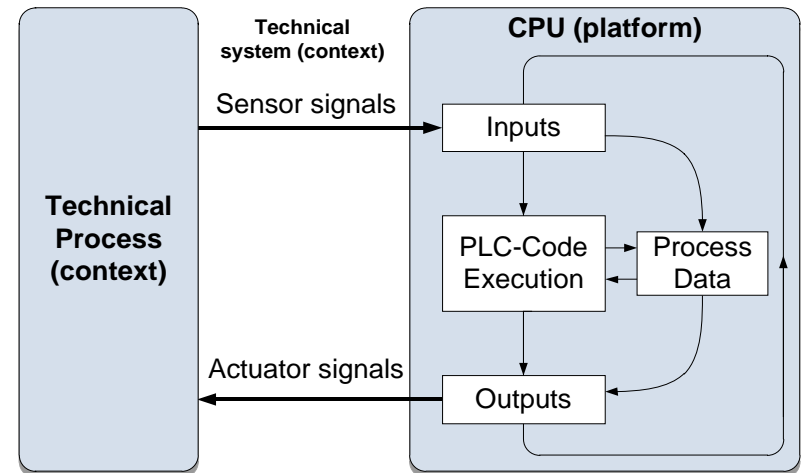 Technical
Process
(context)
Technical
system (context)
Sensor signals
Actuator signals
CPU (platform)
Inputs
PLC-Code
Execution
Process
Data
Outputs